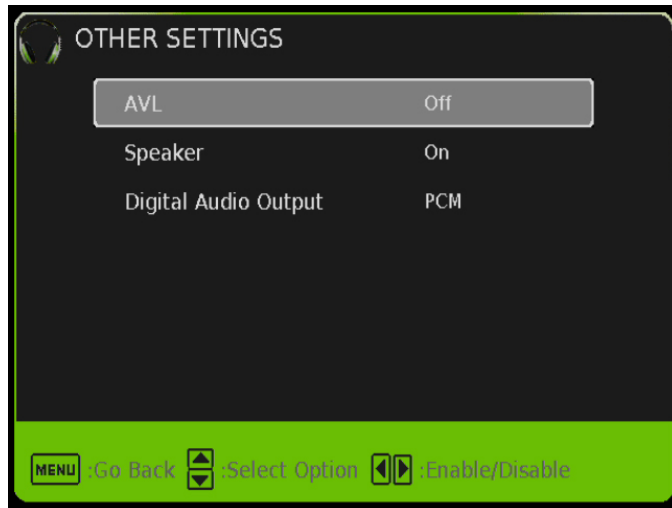 OTHER SETTINGS
AVL Off
Speaker On
Digital Audio Output PCM
MENU :Go Back :Select Option :Enable/Disable